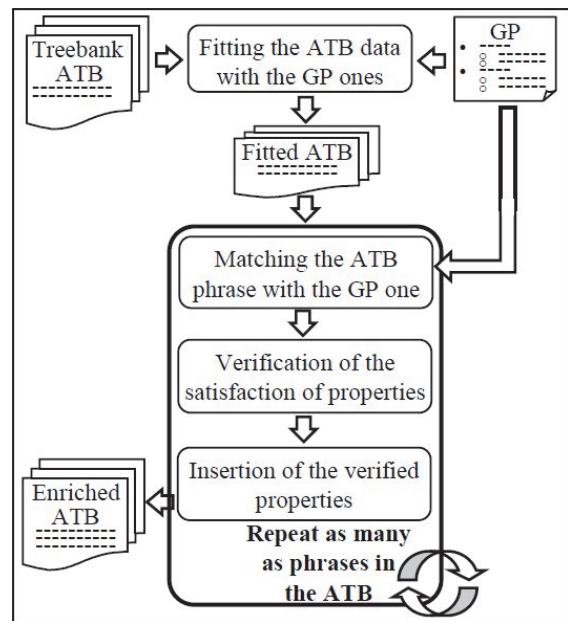 Treebank
ATB
Fitting the ATB data
with the GP ones
GP
Fitted ATB
Matching the ATB
phrase with the GP one
Verification of the
satisfaction of properties
Insertion of the verified
properties
Enriched
ATB
Repeat as many
as phrases in
the ATB